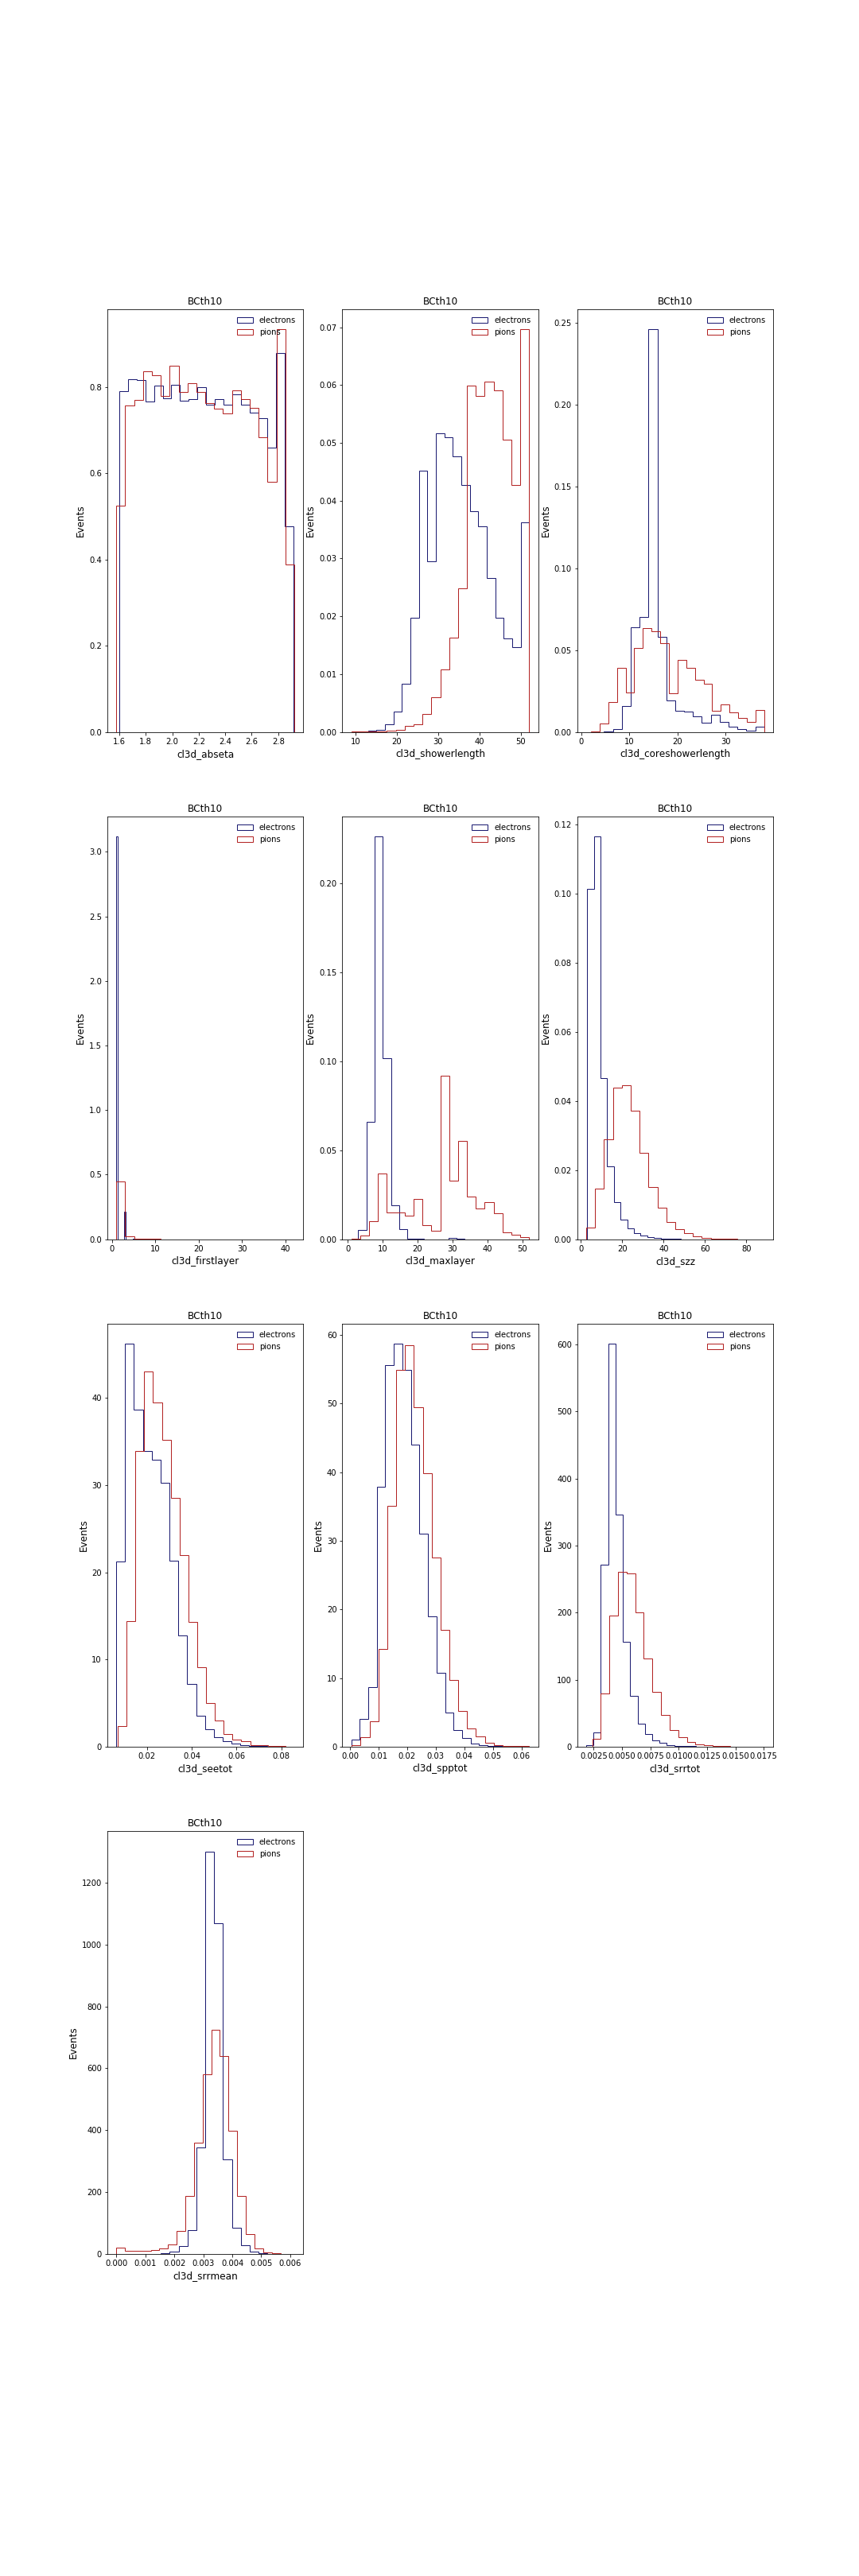 BCth10 BCth10 BCth10
electrons electrons electrons
pions pions pions
0.8 0.6 0.4 0.2 0.0
0.07 0.06 0.05 0.04 0.03 0.02 0.01 0.00
0.25 0.20 0.15 0.10 0.05 0.00
Events Events Events
1.6 1.8 2.0 2.2 2.4 2.6 2.8 10 20 30 40 50 0 10 20 30
cl3d_abseta cl3d_showerlength cl3d_coreshowerlength
BCth10 BCth10 BCth10
electrons electrons electrons
pions pions pions
3.0 2.5 2.0 1.5 1.0 0.5 0.0
0.20 0.15 0.10 0.05 0.00
0.12 0.10 0.08 0.06 0.04 0.02 0.00
Events Events Events
0 10 20 30 40 0 10 20 30 40 50 0 20 40 60 80
cl3d_firstlayer cl3d_maxlayer cl3d_szz
BCth10 BCth10 BCth10
electrons electrons electrons
pions pions pions
40 30 20 10 0
60 50 40 30 20 10 0
600 500 400 300 200 100 0
Events Events Events
0.02 0.04 0.06 0.08 0.00 0.01 0.02 0.03 0.04 0.05 0.06 0.0025 0.0050 0.0075 0.0100 0.0125 0.0150 0.0175
cl3d_seetot cl3d_spptot cl3d_srrtot
BCth10
electrons
pions
1200 1000 800 600 400 200 0
Events
0.000 0.001 0.002 0.003 0.004 0.005 0.006
cl3d_srrmean